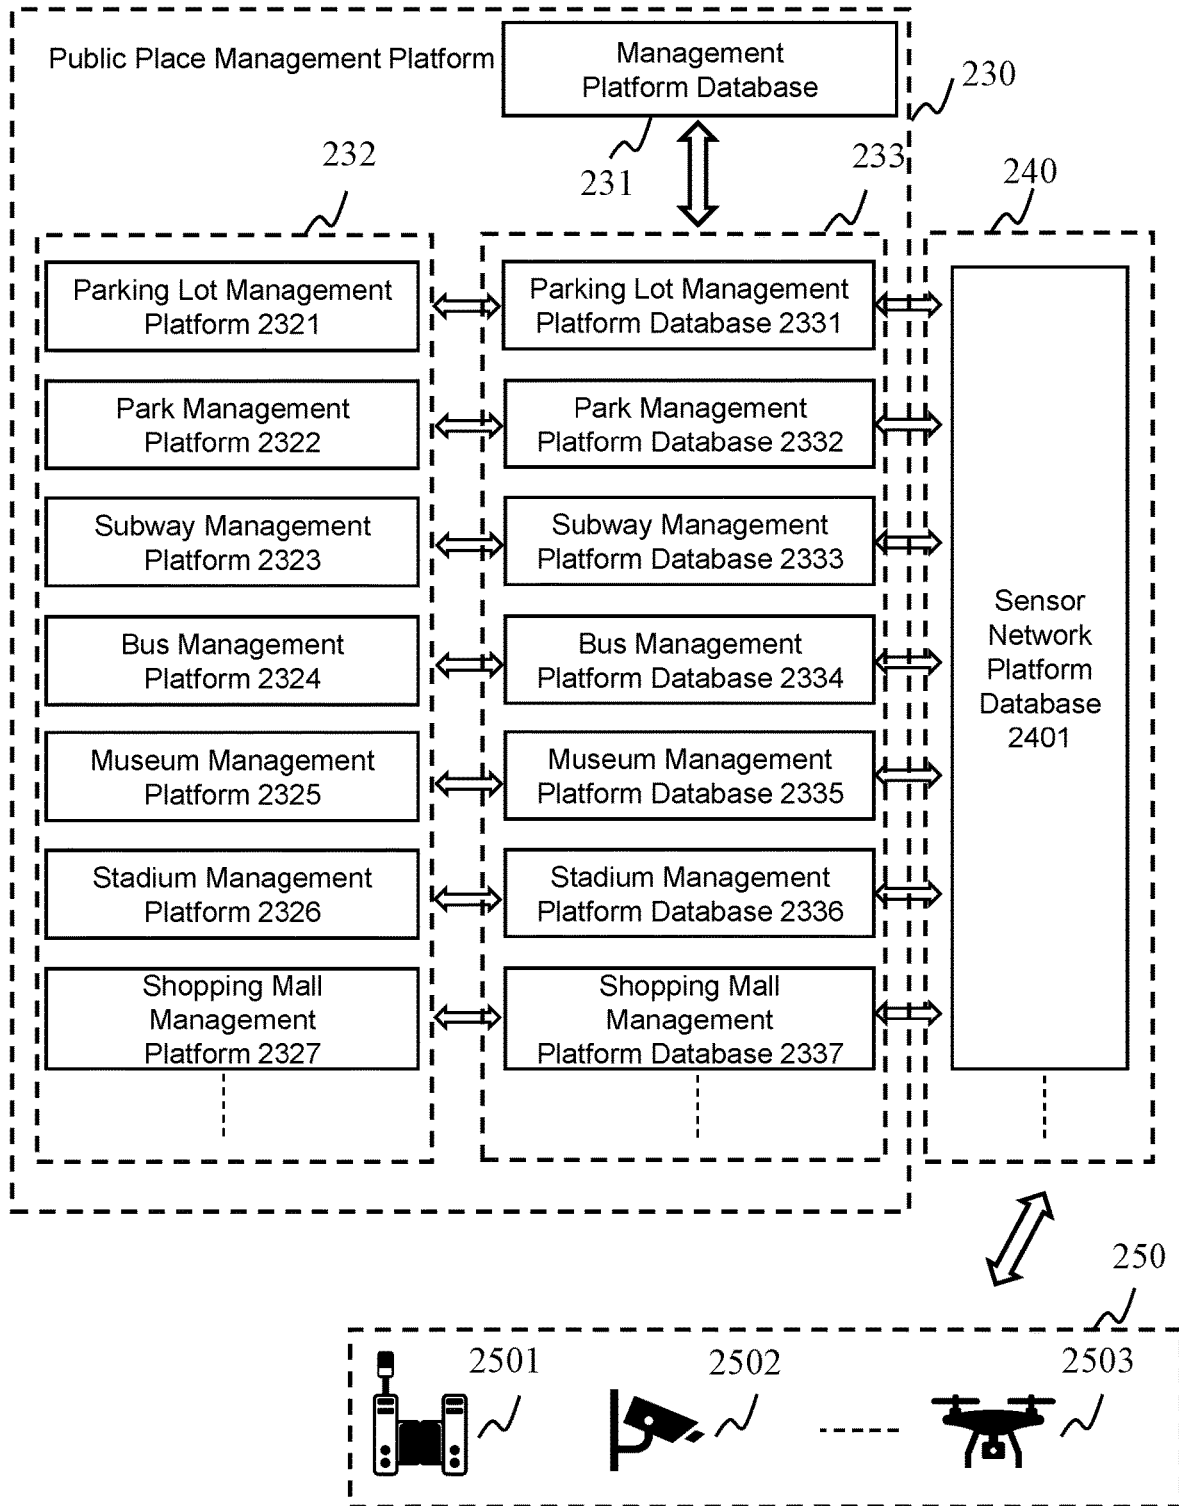 Public Place Management Platform
Management
Platform Database
230
231
232
233
240
Parking Lot Management
Platform 2321
Parking Lot Management
Platform Database 2331
Park Management
Platform 2322
Park Management
Platform Database 2332
Subway Management
Platform 2323
Subway Management
Platform Database 2333
Bus Management
Platform 2324
Bus Management
Platform Database 2334
Museum Management
Platform 2325
Museum Management
Platform Database 2335
Stadium Management
Platform 2326
Stadium Management
Platform Database 2336
Shopping Mall
Management
Platform 2327
Shopping Mall
Management
Platform Database 2337
Sensor
Network
Platform
Database
2401
250
2501
2502
2503